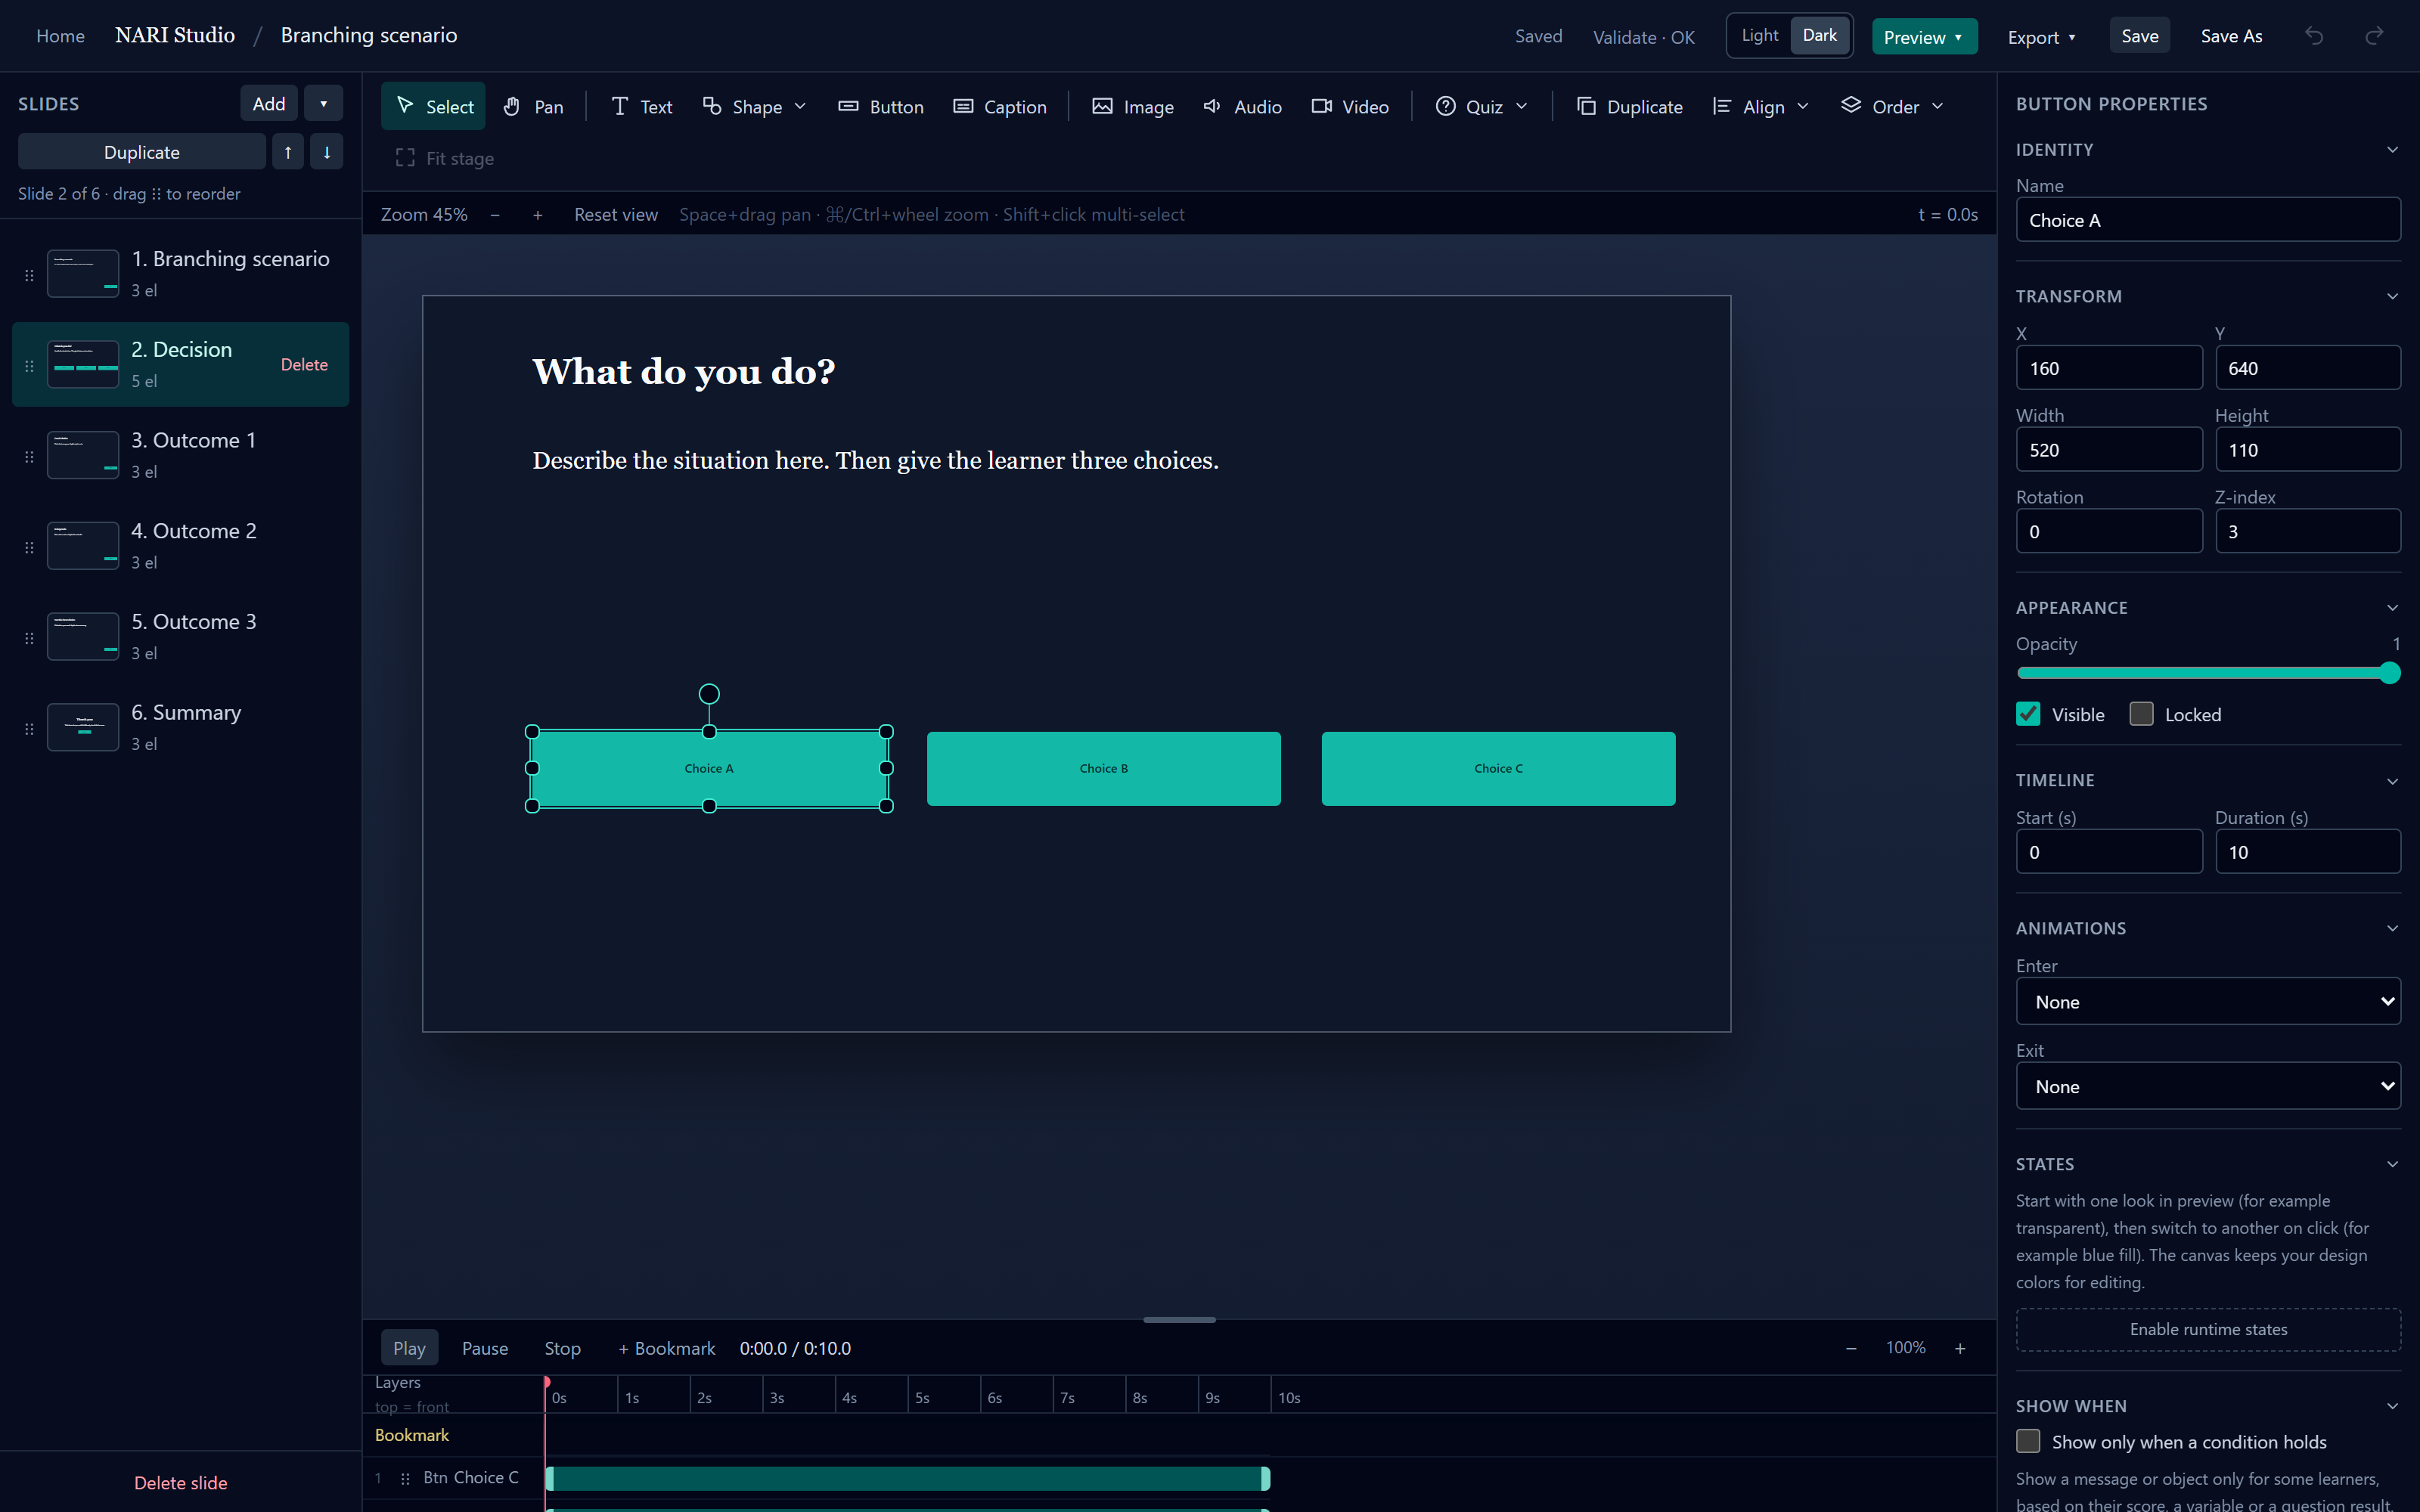 Home NARI Studio / Branching scenario Saved Validate · OK Light Dark Preview ▾ Export ▾ Save Save As
SLIDES Add ▾
Duplicate ↑ ↓
Slide 2 of 6 · drag ⠿ to reorder
1. Branching scenario
3 el
2. Decision
5 el
Delete
3. Outcome 1
3 el
4. Outcome 2
3 el
5. Outcome 3
3 el
6. Summary
3 el
Delete slide
Select Pan Text Shape Button Caption Image Audio Video Quiz Duplicate Align Order
Fit stage
Zoom 45% − + Reset view Space+drag pan · ⌘/Ctrl+wheel zoom · Shift+click multi-select t = 0.0s
What do you do?
Describe the situation here. Then give the learner three choices.
Choice A Choice B Choice C
Play Pause Stop + Bookmark 0:00.0 / 0:10.0 − 100% +
Layers
top = front
0s 1s 2s 3s 4s 5s 6s 7s 8s 9s 10s
Bookmark
1 ⠿ Btn Choice C
BUTTON PROPERTIES
IDENTITY
Name
Choice A
TRANSFORM
X Y
160 640
Width Height
520 110
Rotation Z-index
0 3
APPEARANCE
Opacity 1
Visible Locked
TIMELINE
Start (s) Duration (s)
0 10
ANIMATIONS
Enter
None
Exit
None
STATES
Start with one look in preview (for example
transparent), then switch to another on click (for
example blue fill). The canvas keeps your design
colors for editing.
Enable runtime states
SHOW WHEN
Show only when a condition holds
Show a message or object only for some learners,
based on their score, a variable or a question result.